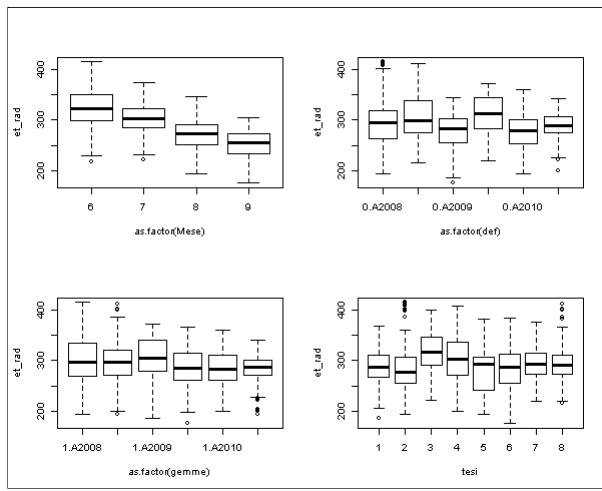 et_rad
400
300
200
6 7 8 9
as.factor(Mese)
et_rad
400
300
200
0.A2008 0.A2009 0.A2010
as.factor(def)
et_rad
400
300
200
1.A2008 1.A2009 1.A2010
as.factor(gemme)
et_rad
400
300
200
1 2 3 4 5 6 7 8
tesi